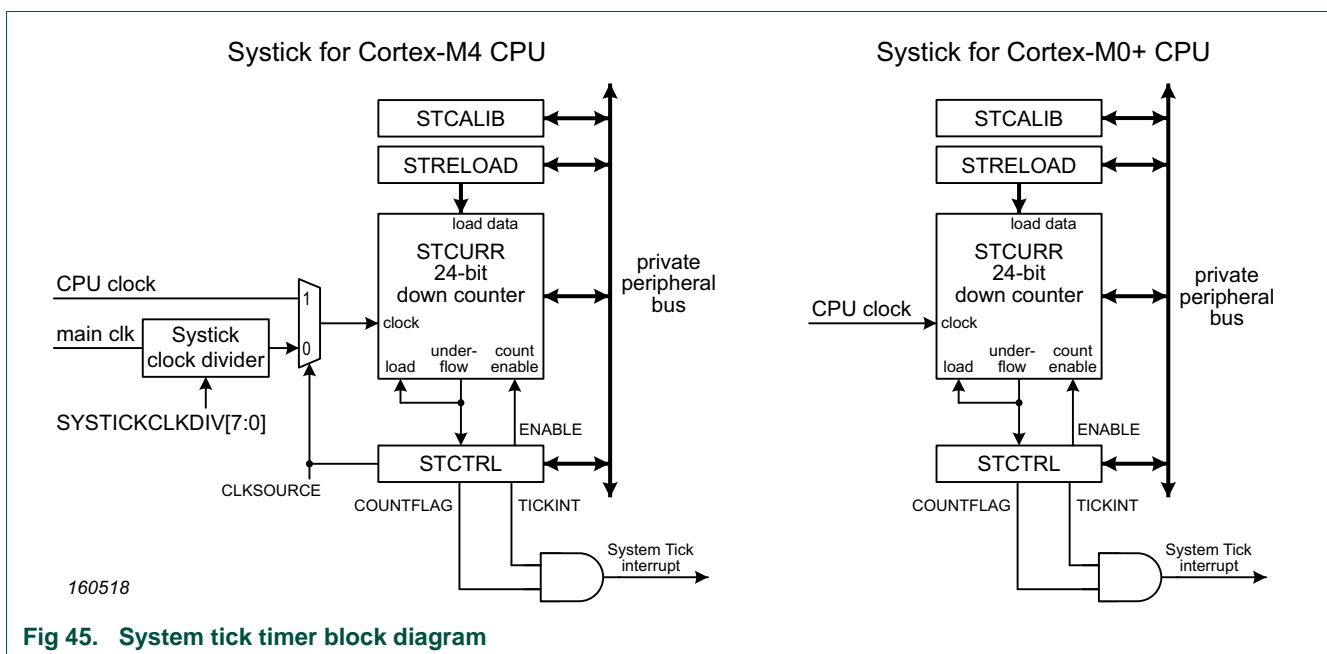 Systick for Cortex-M4 CPU
STCALIB
STRELOAD
load data
STCURR
24-bit
down counter
clock
load
under-
flow
count
enable
private
peripheral
bus
CPU clock
1
main clk
Systick
clock divider
0
SYSTICKCLKDIV[7:0]
ENABLE
STCTRL
CLKSOURCE
COUNTFLAG
TICKINT
System Tick
interrupt
160518
Systick for Cortex-M0+ CPU
STCALIB
STRELOAD
load data
STCURR
24-bit
down counter
CPU clock
clock
load
under-
flow
count
enable
private
peripheral
bus
ENABLE
STCTRL
COUNTFLAG
TICKINT
System Tick
interrupt
Fig 45. System tick timer block diagram